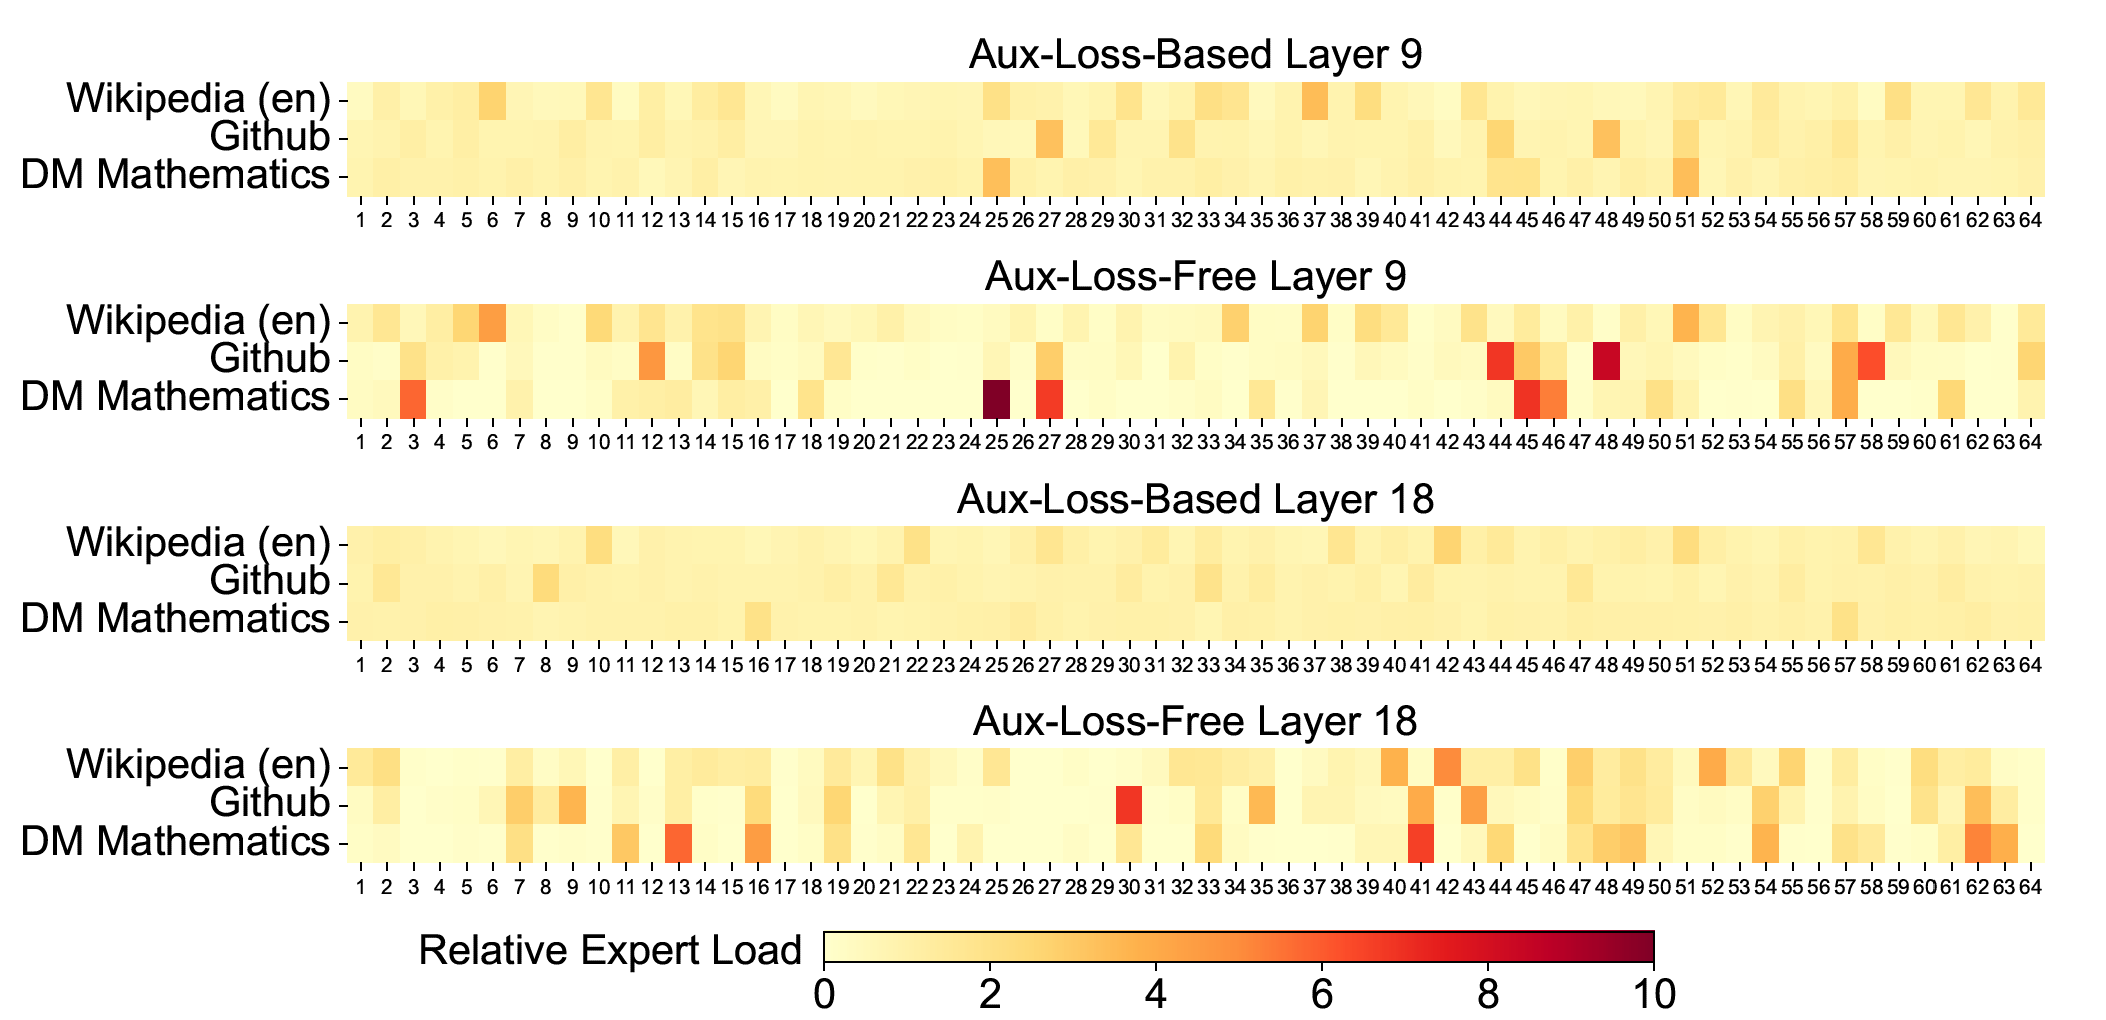 Aux-Loss-Based Layer 9
Wikipedia (en)
Github
DM Mathematics
1 2 3 4 5 6 7 8 9 10 11 12 13 14 15 16 17 18 19 20 21 22 23 24 25 26 27 28 29 30 31 32 33 34 35 36 37 38 39 40 41 42 43 44 45 46 47 48 49 50 51 52 53 54 55 56 57 58 59 60 61 62 63 64
Aux-Loss-Free Layer 9
Wikipedia (en)
Github
DM Mathematics
1 2 3 4 5 6 7 8 9 10 11 12 13 14 15 16 17 18 19 20 21 22 23 24 25 26 27 28 29 30 31 32 33 34 35 36 37 38 39 40 41 42 43 44 45 46 47 48 49 50 51 52 53 54 55 56 57 58 59 60 61 62 63 64
Aux-Loss-Based Layer 18
Wikipedia (en)
Github
DM Mathematics
1 2 3 4 5 6 7 8 9 10 11 12 13 14 15 16 17 18 19 20 21 22 23 24 25 26 27 28 29 30 31 32 33 34 35 36 37 38 39 40 41 42 43 44 45 46 47 48 49 50 51 52 53 54 55 56 57 58 59 60 61 62 63 64
Aux-Loss-Free Layer 18
Wikipedia (en)
Github
DM Mathematics
1 2 3 4 5 6 7 8 9 10 11 12 13 14 15 16 17 18 19 20 21 22 23 24 25 26 27 28 29 30 31 32 33 34 35 36 37 38 39 40 41 42 43 44 45 46 47 48 49 50 51 52 53 54 55 56 57 58 59 60 61 62 63 64
Relative Expert Load
0 2 4 6 8 10